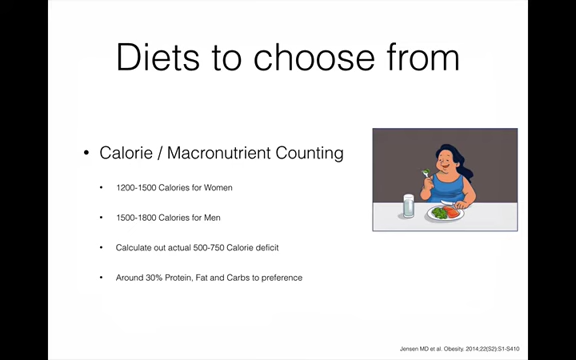 Diets to choose from
• Calorie / Macronutrient Counting
• 1200-1500 Calories for Women
• 1500-1800 Calories for Men
• Calculate out actual 500-750 Calorie deficit
• Around 30% Protein, Fat and Carbs to preference
Jensen MD et al. Obesity. 2014;22(S2):S1-S410